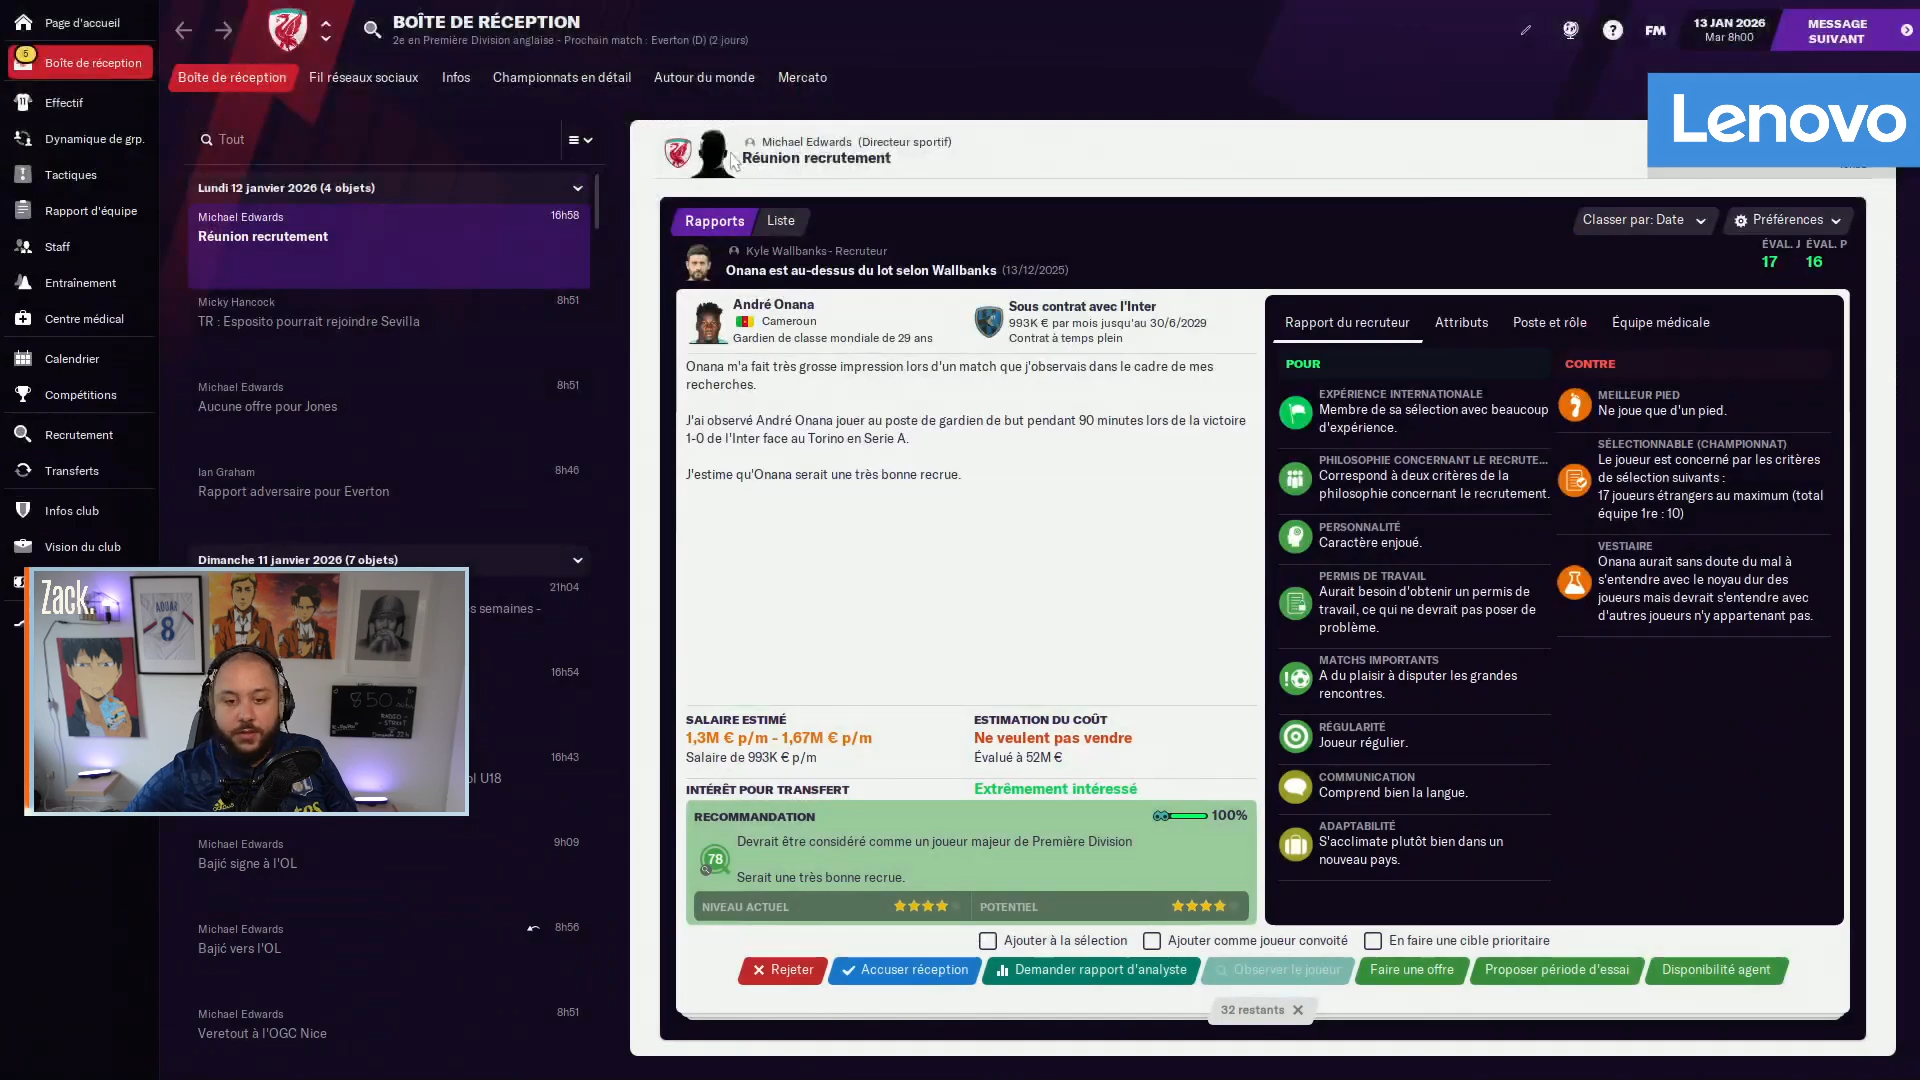 Page d'accueil
5
Boîte de réception
Effectif
Dynamique de grp.
Tactiques
Rapport d'équipe
Staff
Entraînement
Centre médical
Calendrier
Compétitions
Recrutement
Transferts
Infos club
Vision du club
BOÎTE DE RÉCEPTION
2e en Première Division anglaise - Prochain match : Everton (D) (2 jours)
FM
13 JAN 2026
Mar 8h00
MESSAGE
SUIVANT
Boîte de réception
Fil réseaux sociaux
Infos
Championnats en détail
Autour du monde
Mercato
Lenovo
Tout
Lundi 12 janvier 2026 (4 objets)
Michael Edwards
16h58
Réunion recrutement
Micky Hancock
8h51
TR : Esposito pourrait rejoindre Sevilla
Michael Edwards
8h51
Aucune offre pour Jones
Ian Graham
8h46
Rapport adversaire pour Everton
Dimanche 11 janvier 2026 (7 objets)
21h04
s semaines -
16h54
16h43
ol U18
Michael Edwards
9h09
Bajić signe à l'OL
Michael Edwards
8h56
Bajić vers l'OL
Michael Edwards
8h51
Veretout à l'OGC Nice
Zack.
AOUAR
8
Michael Edwards (Directeur sportif)
Réunion recrutement
Rapports
Liste
Classer par: Date
Préférences
Kyle Wallbanks - Recruteur
Onana est au-dessus du lot selon Wallbanks (13/12/2025)
ÉVAL. J ÉVAL. P
17 16
André Onana
Cameroun
Gardien de classe mondiale de 29 ans
Sous contrat avec l'Inter
993K € par mois jusqu'au 30/6/2029
Contrat à temps plein
Onana m'a fait très grosse impression lors d'un match que j'observais dans le cadre de mes
recherches.
J'ai observé André Onana jouer au poste de gardien de but pendant 90 minutes lors de la victoire
1-0 de l'Inter face au Torino en Serie A.
J'estime qu'Onana serait une très bonne recrue.
SALAIRE ESTIMÉ
1,3M € p/m - 1,67M € p/m
Salaire de 993K € p/m
ESTIMATION DU COÛT
Ne veulent pas vendre
Évalué à 52M €
INTÉRÊT POUR TRANSFERT
Extrêmement intéressé
RECOMMANDATION
100%
Devrait être considéré comme un joueur majeur de Première Division
78
Serait une très bonne recrue.
NIVEAU ACTUEL
POTENTIEL
Rapport du recruteur
Attributs
Poste et rôle
Équipe médicale
POUR
EXPÉRIENCE INTERNATIONALE
Membre de sa sélection avec beaucoup
d'expérience.
PHILOSOPHIE CONCERNANT LE RECRUTE...
Correspond à deux critères de la
philosophie concernant le recrutement.
PERSONNALITÉ
Caractère enjoué.
PERMIS DE TRAVAIL
Aurait besoin d'obtenir un permis de
travail, ce qui ne devrait pas poser de
problème.
MATCHS IMPORTANTS
A du plaisir à disputer les grandes
rencontres.
RÉGULARITÉ
Joueur régulier.
COMMUNICATION
Comprend bien la langue.
ADAPTABILITÉ
S'acclimate plutôt bien dans un
nouveau pays.
CONTRE
MEILLEUR PIED
Ne joue que d'un pied.
SÉLECTIONNABLE (CHAMPIONNAT)
Le joueur est concerné par les critères
de sélection suivants :
17 joueurs étrangers au maximum (total
équipe 1re : 10)
VESTIAIRE
Onana aurait sans doute du mal à
s'entendre avec le noyau dur des
joueurs mais devrait s'entendre avec
d'autres joueurs n'y appartenant pas.
Ajouter à la sélection
Ajouter comme joueur convoité
En faire une cible prioritaire
Rejeter
Accuser réception
Demander rapport d'analyste
Observer le joueur
Faire une offre
Proposer période d'essai
Disponibilité agent
32 restants